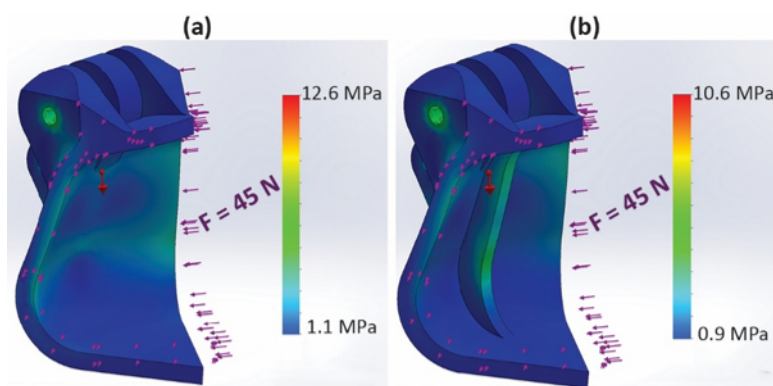 (a)
12.6 MPa
F = 45 N
1.1 MPa
(b)
10.6 MPa
F = 45 N
0.9 MPa